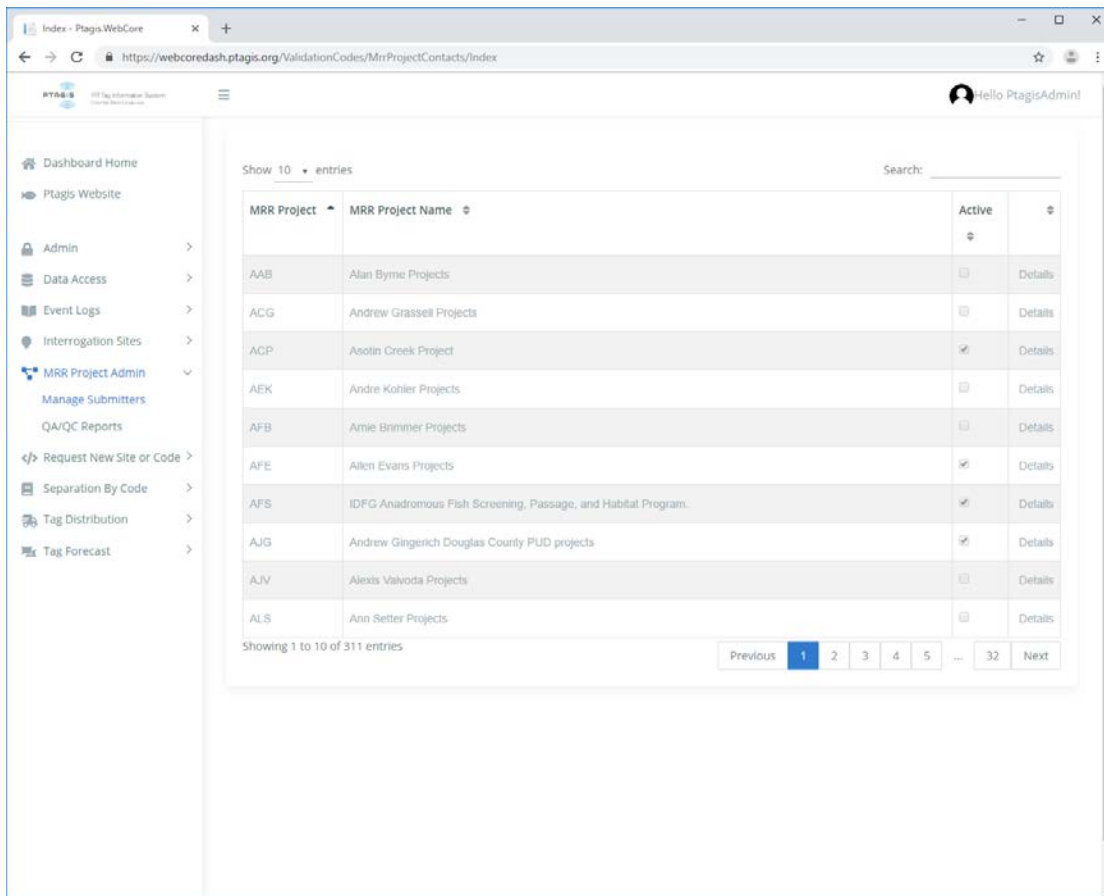 Index - Ptagis.WebCore
https://webcoredash.ptagis.org/ValidationCodes/MrrProjectContacts/Index
PTAGIS
PIT Tag Information System
Hello PtagisAdmin!
Dashboard Home
Ptagis Website
Admin
Data Access
Event Logs
Interrogation Sites
MRR Project Admin
Manage Submitters
QA/QC Reports
Request New Site or Code
Separation By Code
Tag Distribution
Tag Forecast
Show 10 entries
Search:
MRR Project MRR Project Name Active
AAB Alan Byrne Projects Details
ACG Andrew Grassell Projects Details
ACP Asotin Creek Project Details
AEK Andre Kohler Projects Details
AFB Arnie Brimmer Projects Details
AFE Allen Evans Projects Details
AFS IDFG Anadromous Fish Screening, Passage, and Habitat Program. Details
AJG Andrew Gingerich Douglas County PUD projects Details
AJV Alexis Vaivoda Projects Details
ALS Ann Setter Projects Details
Showing 1 to 10 of 311 entries
Previous 1 2 3 4 5 ... 32 Next